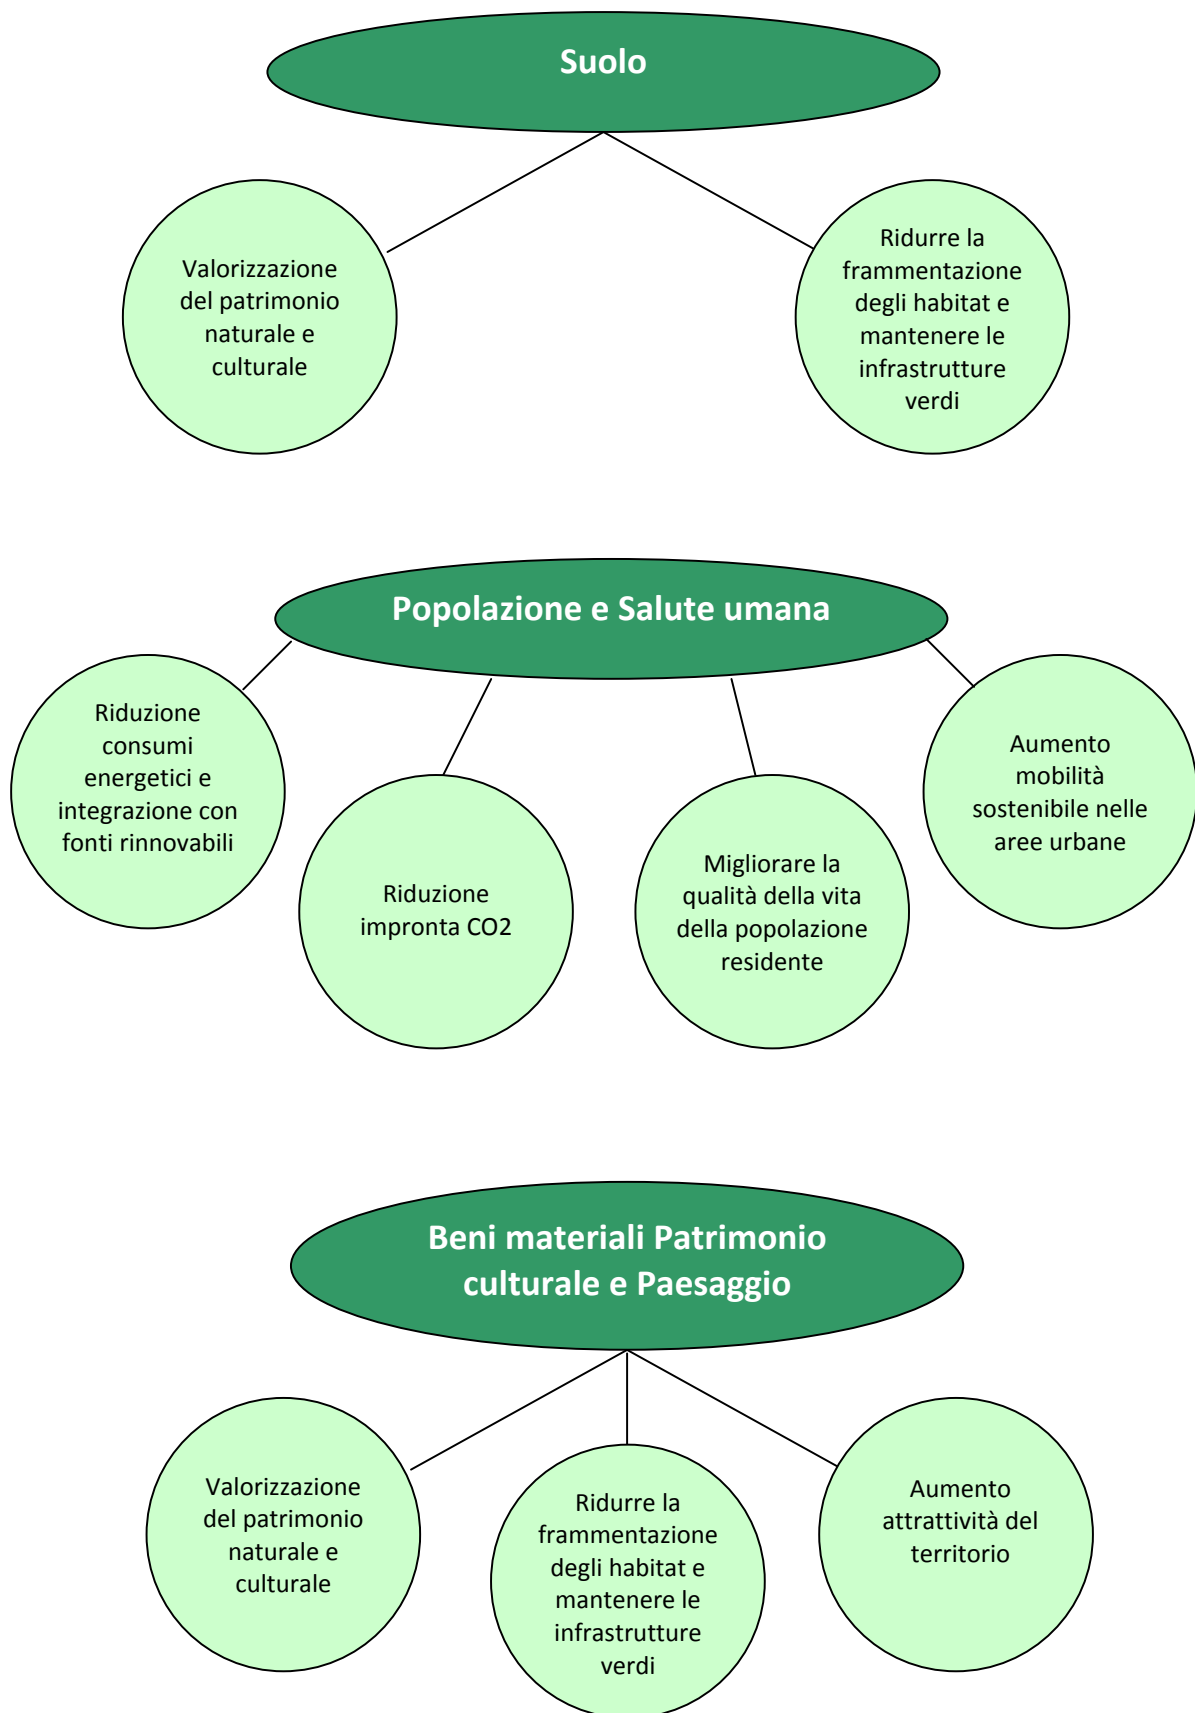 Suolo
Valorizzazione
del patrimonio
naturale e
culturale
Ridurre la
frammentazione
degli habitat e
mantenere le
infrastrutture
verdi
Popolazione e Salute umana
Riduzione
consumi
energetici e
integrazione con
fonti rinnovabili
Riduzione
impronta CO2
Migliorare la
qualità della vita
della popolazione
residente
Aumento
mobilità
sostenibile nelle
aree urbane
Beni materiali Patrimonio
culturale e Paesaggio
Valorizzazione
del patrimonio
naturale e
culturale
Ridurre la
frammentazione
degli habitat e
mantenere le
infrastrutture
verdi
Aumento
attrattività del
territorio